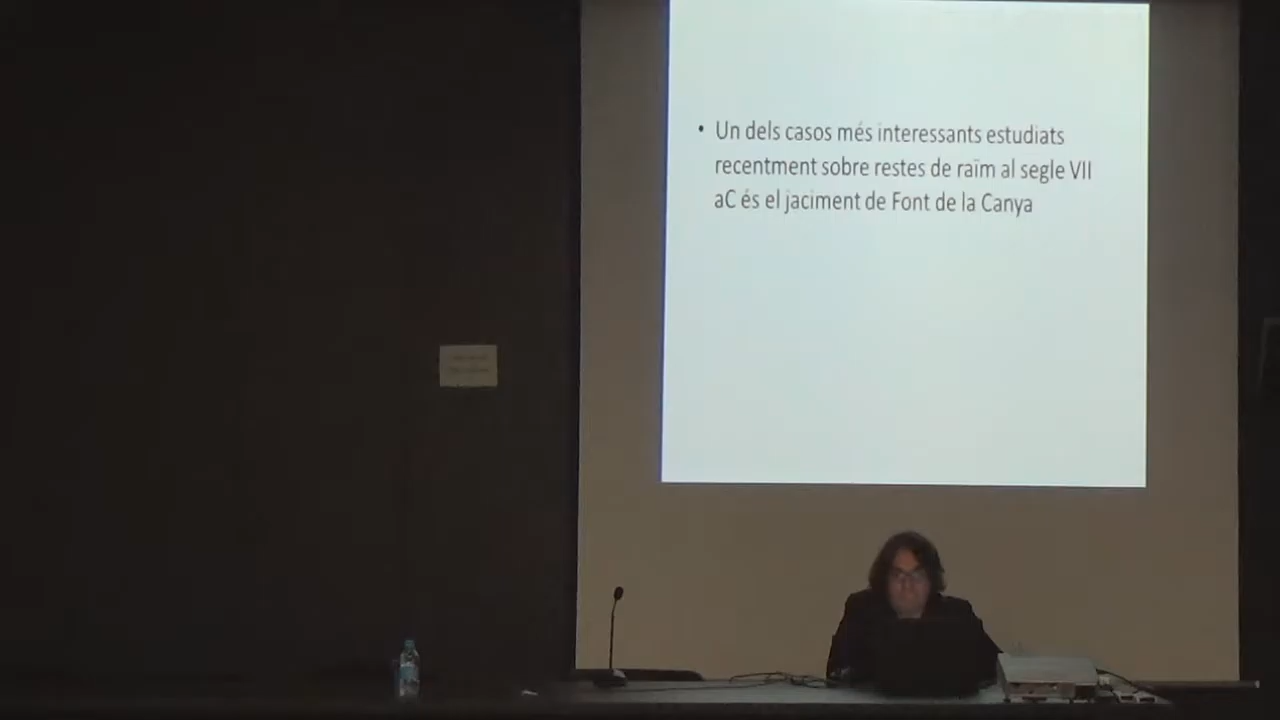 • Un dels casos més interessants estudiats
recentment sobre restes de raïm al segle VII
aC és el jaciment de Font de la Canya